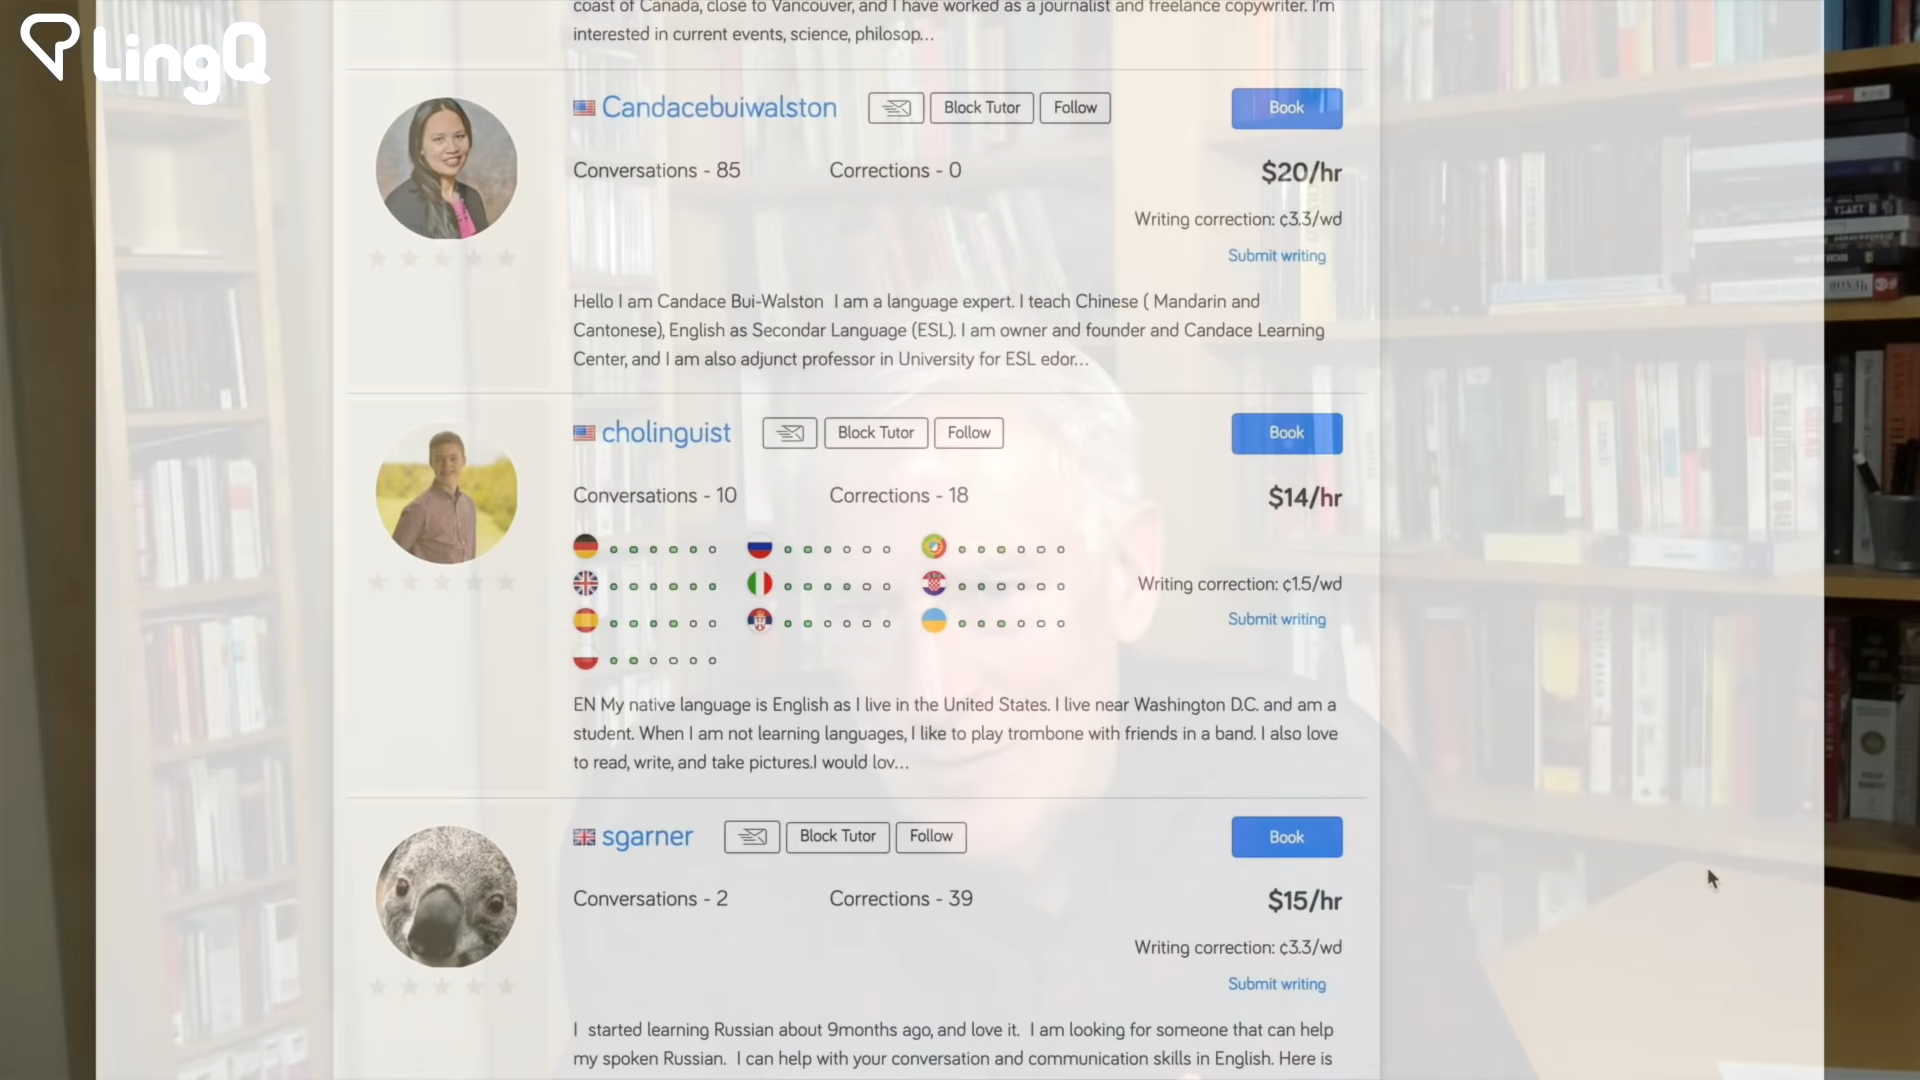 coast of Canada, close to Vancouver, and I have worked as a journalist and freelance copywriter. I'm
interested in current events, science, philosop...
LingQ
Candacebuiwalston
Block Tutor
Follow
Book
Conversations - 85
Corrections - 0
$20/hr
Writing correction: ¢3.3/wd
Submit writing
Hello I am Candace Bui-Walston I am a language expert. I teach Chinese ( Mandarin and
Cantonese), English as Secondar Language (ESL). I am owner and founder and Candace Learning
Center, and I am also adjunct professor in University for ESL edor...
cholinguist
Block Tutor
Follow
Book
Conversations - 10
Corrections - 18
$14/hr
Writing correction: ¢1.5/wd
Submit writing
EN My native language is English as I live in the United States. I live near Washington D.C. and am a
student. When I am not learning languages, I like to play trombone with friends in a band. I also love
to read, write, and take pictures.I would lov...
sgarner
Block Tutor
Follow
Book
Conversations - 2
Corrections - 39
$15/hr
Writing correction: ¢3.3/wd
Submit writing
I started learning Russian about 9months ago, and love it. I am looking for someone that can help
my spoken Russian. I can help with your conversation and communication skills in English. Here is